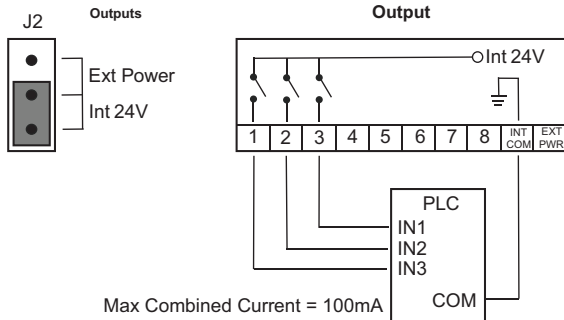 J2
Outputs
Ext Power
Int 24V
Output
Int 24V
1 2 3 4 5 6 7 8 INT COM EXT PWR
PLC
IN1
IN2
IN3
COM
Max Combined Current = 100mA